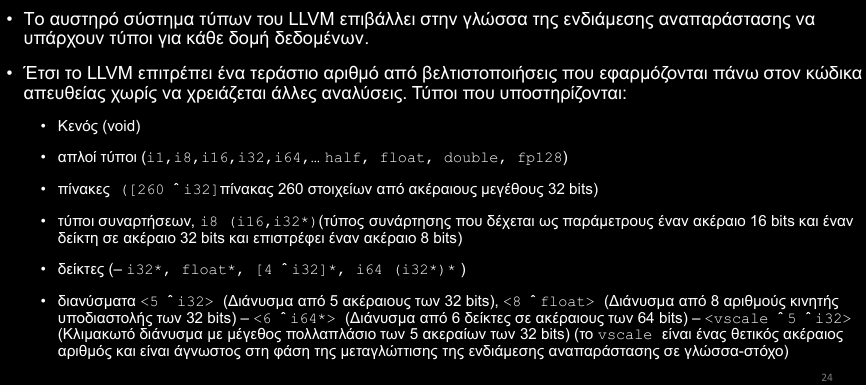 • Το αυστηρό σύστημα τύπων του LLVM επιβάλλει στην γλώσσα της ενδιάμεσης αναπαράστασης να
υπάρχουν τύποι για κάθε δομή δεδομένων.
• Έτσι το LLVM επιτρέπει ένα τεράστιο αριθμό από βελτιστοποιήσεις που εφαρμόζονται πάνω στον κώδικα
απευθείας χωρίς να χρειάζεται άλλες αναλύσεις. Τύποι που υποστηρίζονται:
• Κενός (void)
• απλοί τύποι (i1,i8,i16,i32,i64,… half, float, double, fp128)
• πίνακες ([260 ˆ i32]πίνακας 260 στοιχείων από ακέραιους μεγέθους 32 bits)
• τύποι συναρτήσεων, i8 (i16,i32*)(τύπος συνάρτησης που δέχεται ως παράμετρους έναν ακέραιο 16 bits και έναν
δείκτη σε ακέραιο 32 bits και επιστρέφει έναν ακέραιο 8 bits)
• δείκτες (– i32*, float*, [4 ˆ i32]*, i64 (i32*)* )
• διανύσματα <5 ˆ i32> (Διάνυσμα από 5 ακέραιους των 32 bits), <8 ˆ float> (Διάνυσμα από 8 αριθμούς κινητής
υποδιαστολής των 32 bits) – <6 ˆ i64*> (Διάνυσμα από 6 δείκτες σε ακέραιους των 64 bits) – <vscale ˆ 5 ˆ i32>
(Κλιμακωτό διάνυσμα με μέγεθος πολλαπλάσιο των 5 ακεραίων των 32 bits) (το vscale είναι ένας θετικός ακέραιος
αριθμός και είναι άγνωστος στη φάση της μεταγλώττισης της ενδιάμεσης αναπαράστασης σε γλώσσα-στόχο)
24